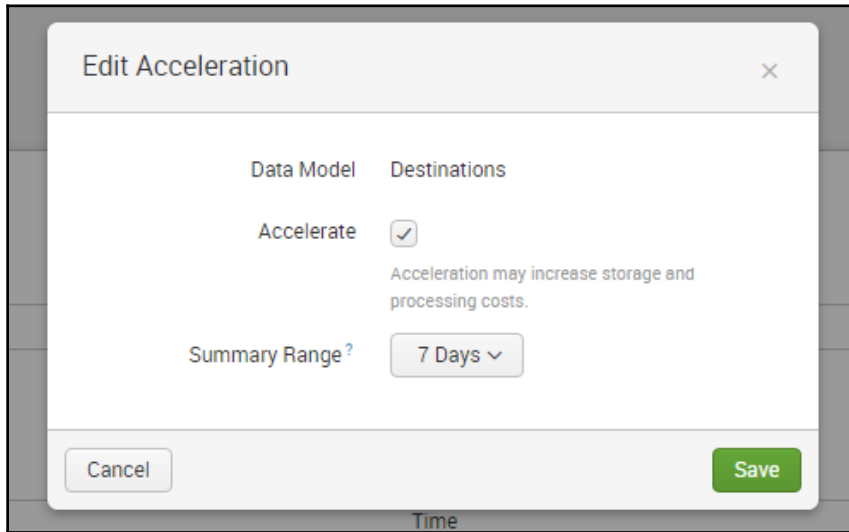 Edit Acceleration ×
Data Model Destinations
Accelerate
Acceleration may increase storage and
processing costs.
Summary Range? 7 Days
Cancel Save
Time